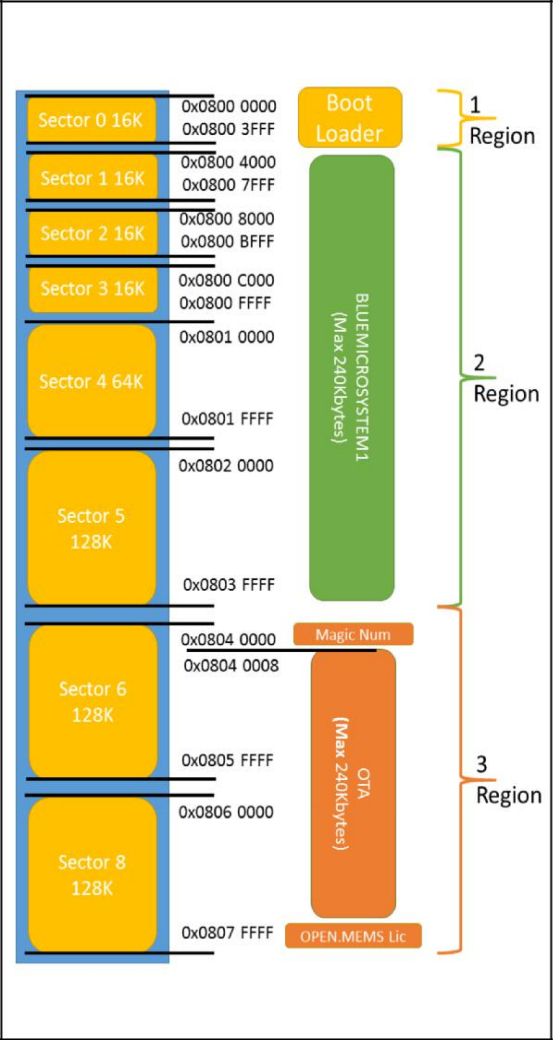 Sector 0 16K
0x0800 0000
0x0800 3FFF
Boot
Loader
1
Region
Sector 1 16K
0x0800 4000
0x0800 7FFF
Sector 2 16K
0x0800 8000
0x0800 BFFF
Sector 3 16K
0x0800 C000
0x0800 FFFF
Sector 4 64K
0x0801 0000
0x0801 FFFF
BLUEMICROSYSTEM1
(Max 240Kbytes)
2
Region
Sector 5
128K
0x0802 0000
0x0803 FFFF
Sector 6
128K
0x0804 0000
0x0804 0008
0x0805 FFFF
Magic Num
OTA
(Max 240Kbytes)
3
Region
Sector 8
128K
0x0806 0000
0x0807 FFFF
OPEN.MEMS Lic